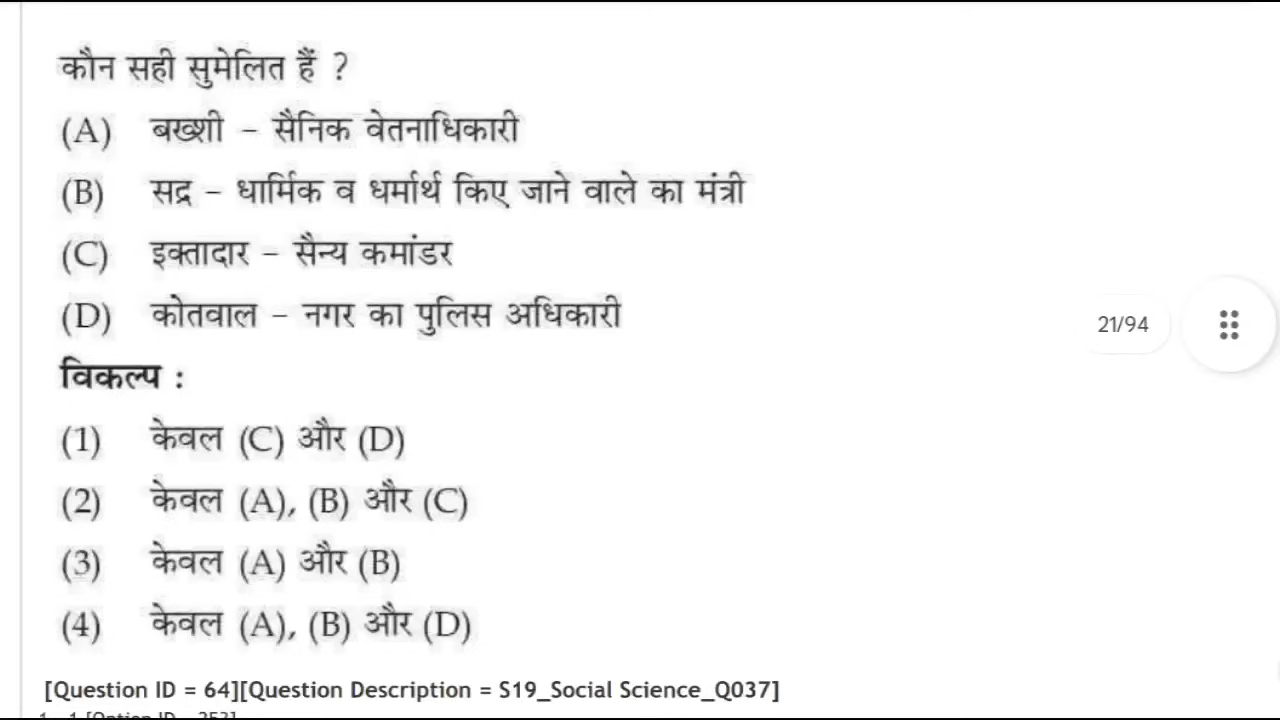 कौन सही सुमेलित हैं ?
(A) बख्शी – सैनिक वेतनाधिकारी
(B) सद्र – धार्मिक व धर्मार्थ किए जाने वाले का मंत्री
(C) इक्तादार – सैन्य कमांडर
(D) कोतवाल – नगर का पुलिस अधिकारी
21/94
विकल्प :
(1) केवल (C) और (D)
(2) केवल (A), (B) और (C)
(3) केवल (A) और (B)
(4) केवल (A), (B) और (D)
[Question ID = 64][Question Description = S19_Social Science_Q037]